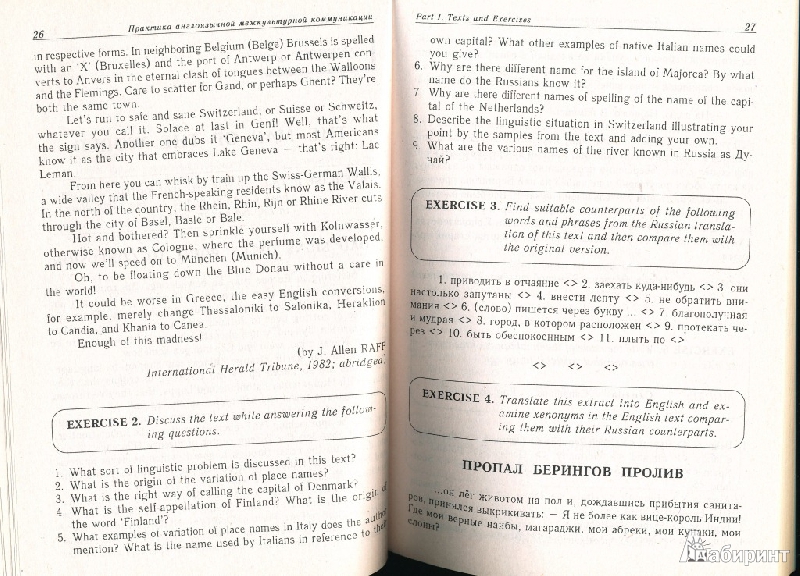 26
Практика англоязычной межкультурной коммуникации
in respective forms. In neighboring Belgium (Belge) Brussels is spelled
with an 'X' (Bruxelles) and the port of Antwerp or Antwerpen con-
verts to Anvers in the eternal clash of tongues between the Walloons
and the Flemings. Care to scatter for Gand, or perhaps Ghent? They're
both the same town.
Let's run to safe and sane Switzerland, or Suisse or Schweitz,
whatever you call it. Solace at last in Genf! Well, that's what
the sign says. Another one dubs it 'Geneva', but most Americans
know it as the city that embraces Lake Geneva — that's right: Lac
Leman.
From here you can whisk by train up the Swiss-German Wallis,
a wide valley that the French-speaking residents know as the Valais.
In the north of the country, the Rhein, Rhin, Rijn or Rhine River cuts
through the city of Basel, Basle or Bale.
Hot and bothered? Then sprinkle yourself with Kolnwasser,
otherwise known as Cologne, where the perfume was developed,
and now we'll speed on to München (Munich).
Oh, to be floating down the Blue Donau without a care in
the world!
It could be worse in Greece, the easy English conversions,
for example, merely change Thessaloniki to Salonika, Heraklion
to Candia, and Khania to Canea.
Enough of this madness!
(by J. Allen RAFF
International Herald Tribune, 1982; abridged)
EXERCISE 2. Discuss the text while answering the follow-
ing questions.
1. What sort of linguistic problem is discussed in this text?
2. What is the origin of the variation of place names?
3. What is the right way of calling the capital of Denmark?
4. What is the self-appellation of Finland? What is the origin of
the word 'Finland'?
5. What examples of variation of place names in Italy does the author
mention? What is the name used by Italians in reference to their
Part I. Texts and Exercises
27
own capital? What other examples of native Italian names could
you give?
6. Why are there different name for the island of Majorca? By what
name do the Russians know it?
7. Why are there different names of spelling of the name of the capi-
tal of the Netherlands?
8. Describe the linguistic situation in Switzerland illustrating your
point by the samples from the text and adding your own.
9. What are the various names of the river known in Russia as Ду-
най?
EXERCISE 3. Find suitable counterparts of the following
words and phrases from the Russian transla-
tion of this text and then compare them with
the original version.
1. приводить в отчаяние <> 2. заехать куда-нибудь <> 3. они
настолько запутаны <> 4. внести лепту <> 5. не обратить вни-
мания <> 6. (слово) пишется через букву ... <> 7. благополучная
и мудрая <> 8. город, в котором расположен <> 9. протекать че-
рез <> 10. быть обеспокоенным <> 11. плыть по <>
<> <> <>
EXERCISE 4. Translate this extract into English and ex-
amine xenonyms in the English text compar-
ing them with their Russian counterparts.
ПРОПАЛ БЕРИНГОВ ПРОЛИВ
лёг животом на пол и, дождавшись прибытия санита-
ров, принялся выкрикивать: — Я не более как вице-король Индии!
Где мои верные наибы, магараджи, мои абреки, мои кунаки, мои
слоны?
Лабиринт